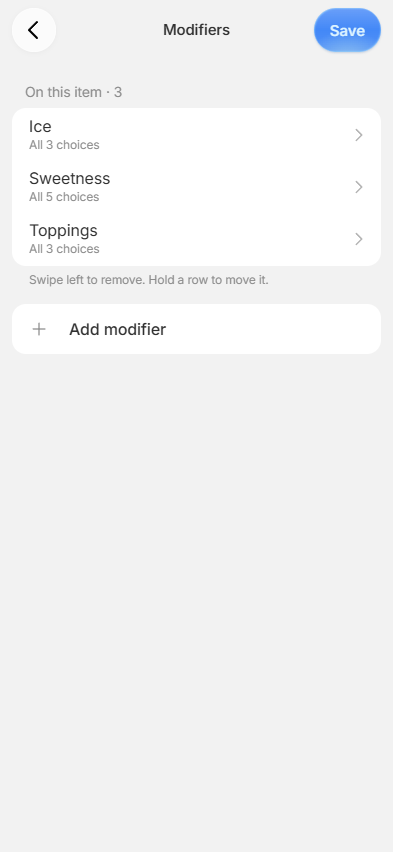 Modifiers
Save
On this item · 3
Ice
All 3 choices
Sweetness
All 5 choices
Toppings
All 3 choices
Swipe left to remove. Hold a row to move it.
Add modifier